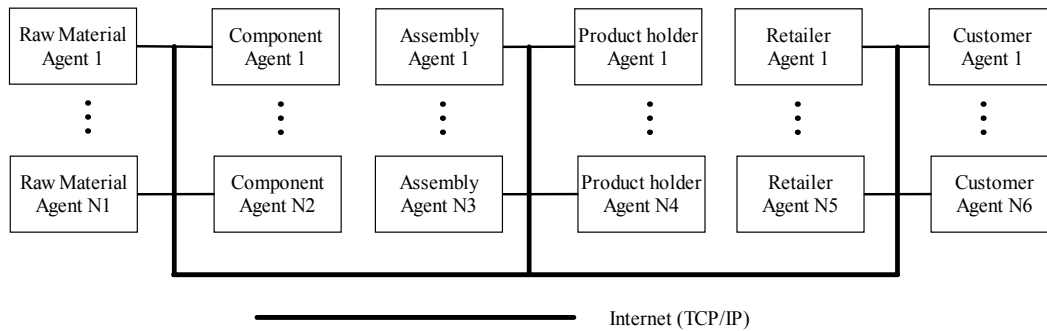 Raw Material
Agent 1
Component
Agent 1
Assembly
Agent 1
Product holder
Agent 1
Retailer
Agent 1
Customer
Agent 1
Raw Material
Agent N1
Component
Agent N2
Assembly
Agent N3
Product holder
Agent N4
Retailer
Agent N5
Customer
Agent N6
Internet (TCP/IP)